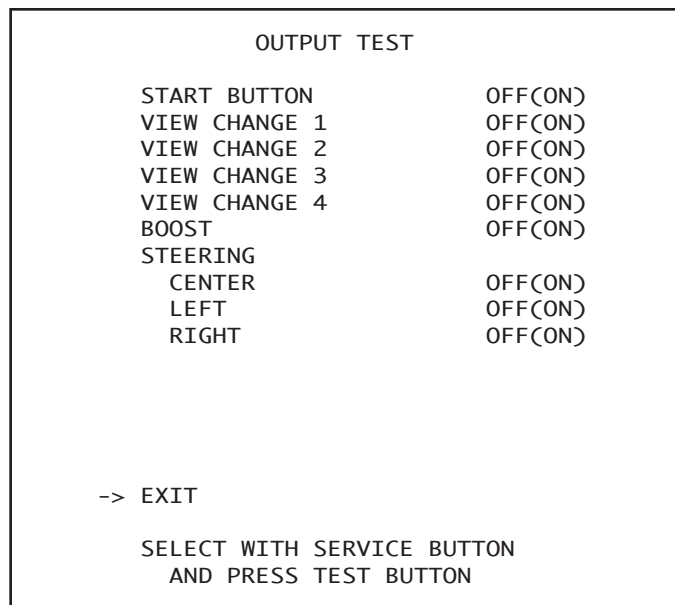 OUTPUT TEST
START BUTTON OFF(ON)
VIEW CHANGE 1 OFF(ON)
VIEW CHANGE 2 OFF(ON)
VIEW CHANGE 3 OFF(ON)
VIEW CHANGE 4 OFF(ON)
BOOST OFF(ON)
STEERING
CENTER OFF(ON)
LEFT OFF(ON)
RIGHT OFF(ON)
-> EXIT
SELECT WITH SERVICE BUTTON
AND PRESS TEST BUTTON